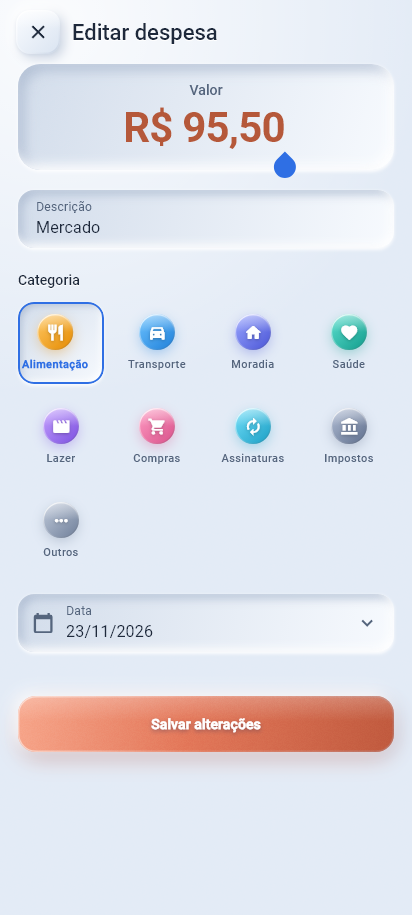 Editar despesa
Valor
R$ 95,50
Descrição
Mercado
Categoria
Alimentação
Transporte
Moradia
Saúde
Lazer
Compras
Assinaturas
Impostos
Outros
Data
23/11/2026
Salvar alterações